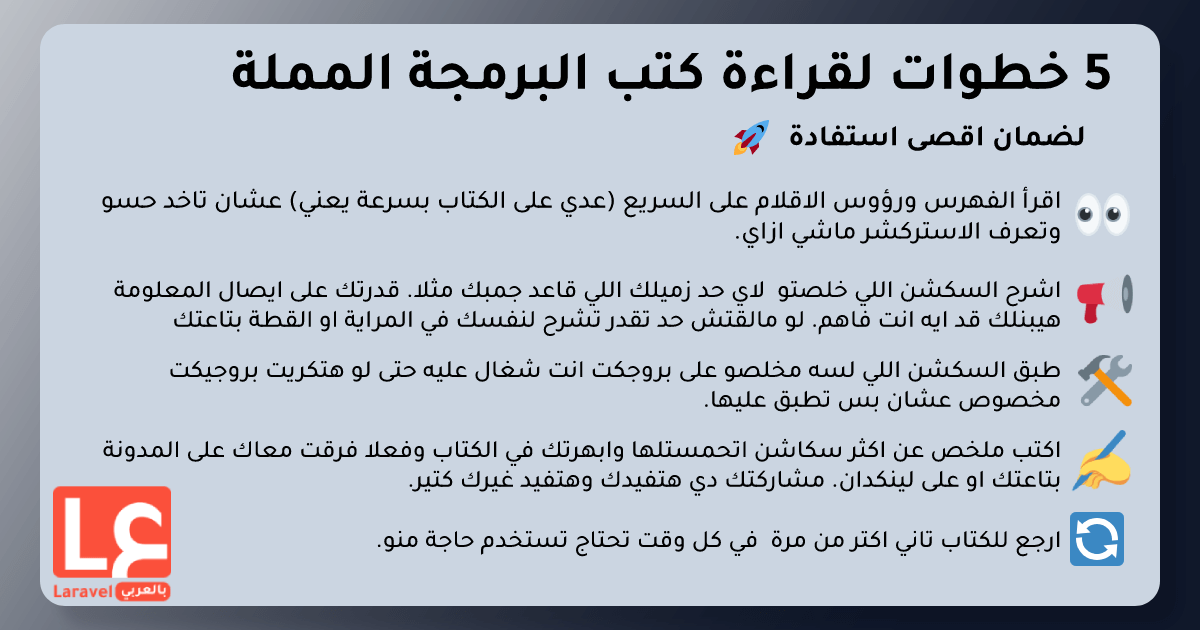 5 خطوات لقراءة كتب البرمجة المملة
لضمان اقصى استفادة
اقرأ الفهرس ورؤوس الاقلام على السريع (عدي على الكتاب بسرعة يعني) عشان تاخد حسو
وتعرف الاستركشر ماشي ازاي.
اشرح السكشن اللي خلصتو لاي حد زميلك اللي قاعد جمبك مثلا. قدرتك على ايصال المعلومة
هيبنلك قد ايه انت فاهم. لو مالقتش حد تقدر تشرح لنفسك في المراية او القطة بتاعتك
طبق السكشن اللي لسه مخلصو على بروجكت انت شغال عليه حتى لو هتكريت بروجيكت
مخصوص عشان بس تطبق عليها.
اكتب ملخص عن اكثر سكاشن اتحمستلها وابهرتك في الكتاب وفعلا فرقت معاك على المدونة
بتاعتك او على لينكدان. مشاركتك دي هتفيدك وهتفيد غيرك كتير.
ارجع للكتاب تاني اكتر من مرة في كل وقت تحتاج تستخدم حاجة منو.
Lع
Laravel بالعربي